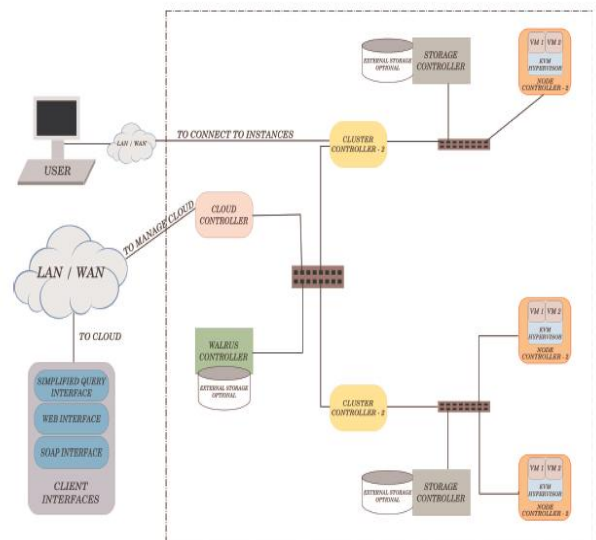 EXTERNAL STORAGE
OPTIONAL
STORAGE
CONTROLLER
VM 1
VM 2
KVM
HYPERVISOR
NODE
CONTROLLER - 2
LAN / WAN
TO CONNECT TO INSTANCES
CLUSTER
CONTROLLER - 2
USER
CLOUD
CONTROLLER
TO MANAGE CLOUD
LAN / WAN
TO CLOUD
WALRUS
CONTROLLER
EXTERNAL STORAGE
OPTIONAL
VM 1
VM 2
KVM
HYPERVISOR
NODE
CONTROLLER - 2
SIMPLIFIED QUERY
INTERFACE
WEB INTERFACE
SOAP INTERFACE
CLIENT
INTERFACES
CLUSTER
CONTROLLER - 2
EXTERNAL STORAGE
OPTIONAL
STORAGE
CONTROLLER
VM 1
VM 2
KVM
HYPERVISOR
NODE
CONTROLLER - 2